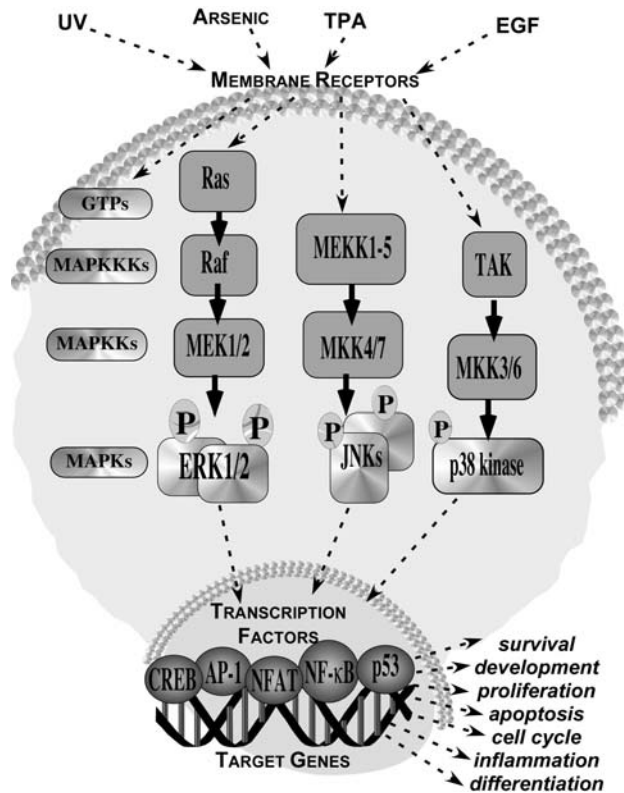 UV
ARSENIC
TPA
EGF
MEMBRANE RECEPTORS
GTPs
Ras
MAPKKKs
Raf
MEKK1-5
TAK
MAPKKs
MEK1/2
MKK4/7
MKK3/6
P
P
P
P
P
MAPKs
ERK1/2
JNKs
p38 kinase
TRANSCRIPTION
FACTORS
CREB
AP-1
NFAT
NF-κB
p53
TARGET GENES
survival
development
proliferation
apoptosis
cell cycle
inflammation
differentiation